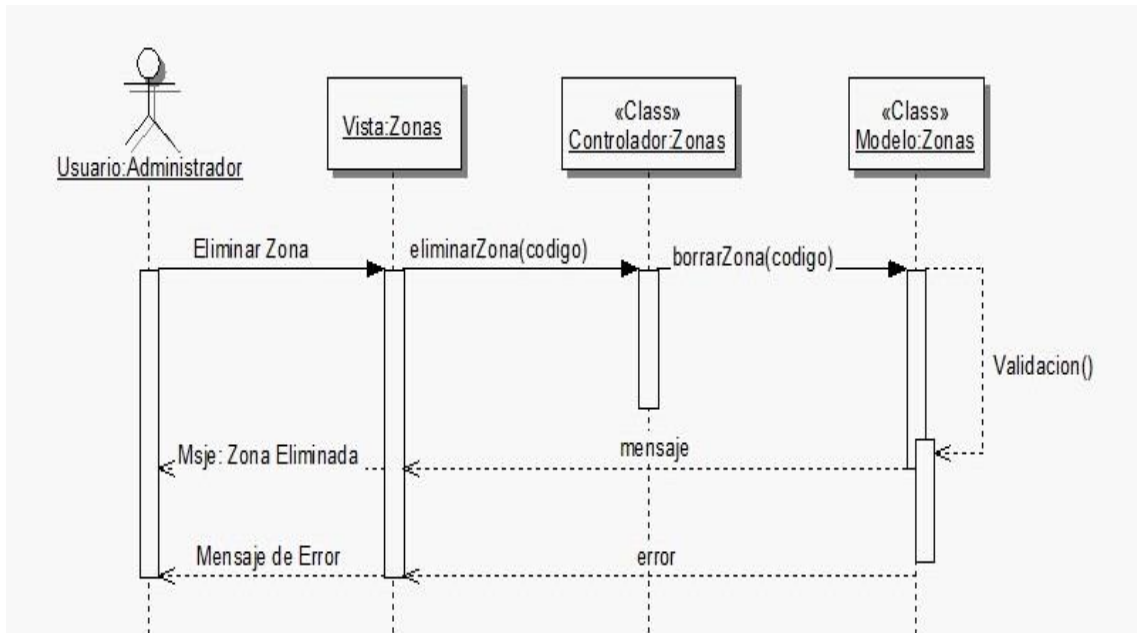 Usuario:Administrador
Vista:Zonas
«Class»
Controlador:Zonas
«Class»
Modelo:Zonas
Eliminar Zona
eliminarZona(codigo)
borrarZona(codigo)
Validacion()
Msje: Zona Eliminada
mensaje
Mensaje de Error
error